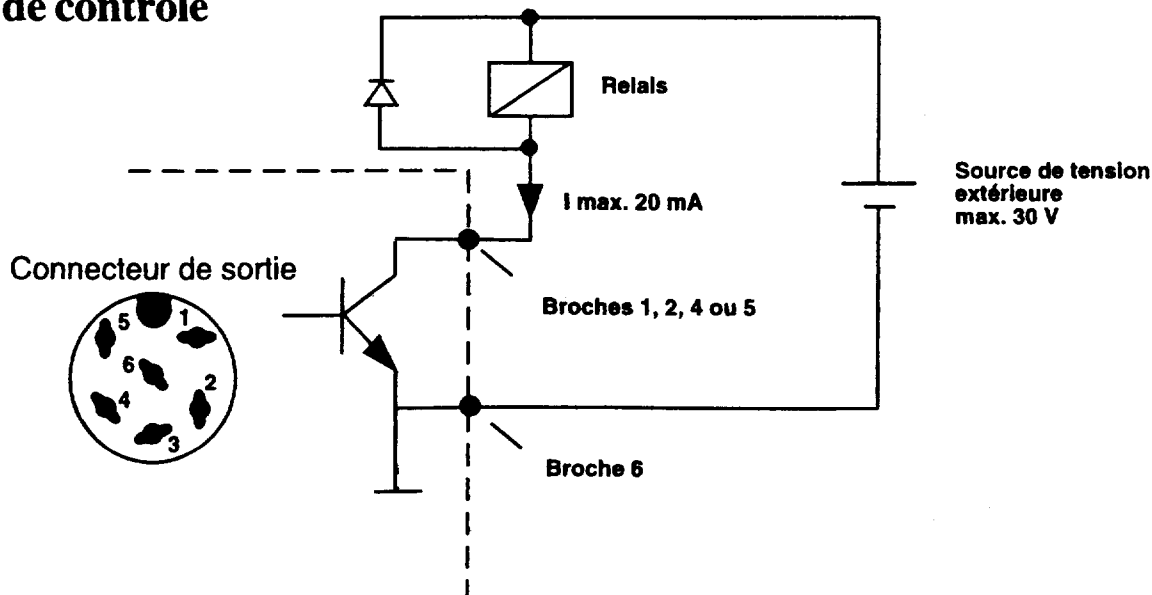 de contrôle
Relais
I max. 20 mA
Source de tension
extérieure
max. 30 V
Connecteur de sortie
Broches 1, 2, 4 ou 5
5
1
6
2
4
3
Broche 6